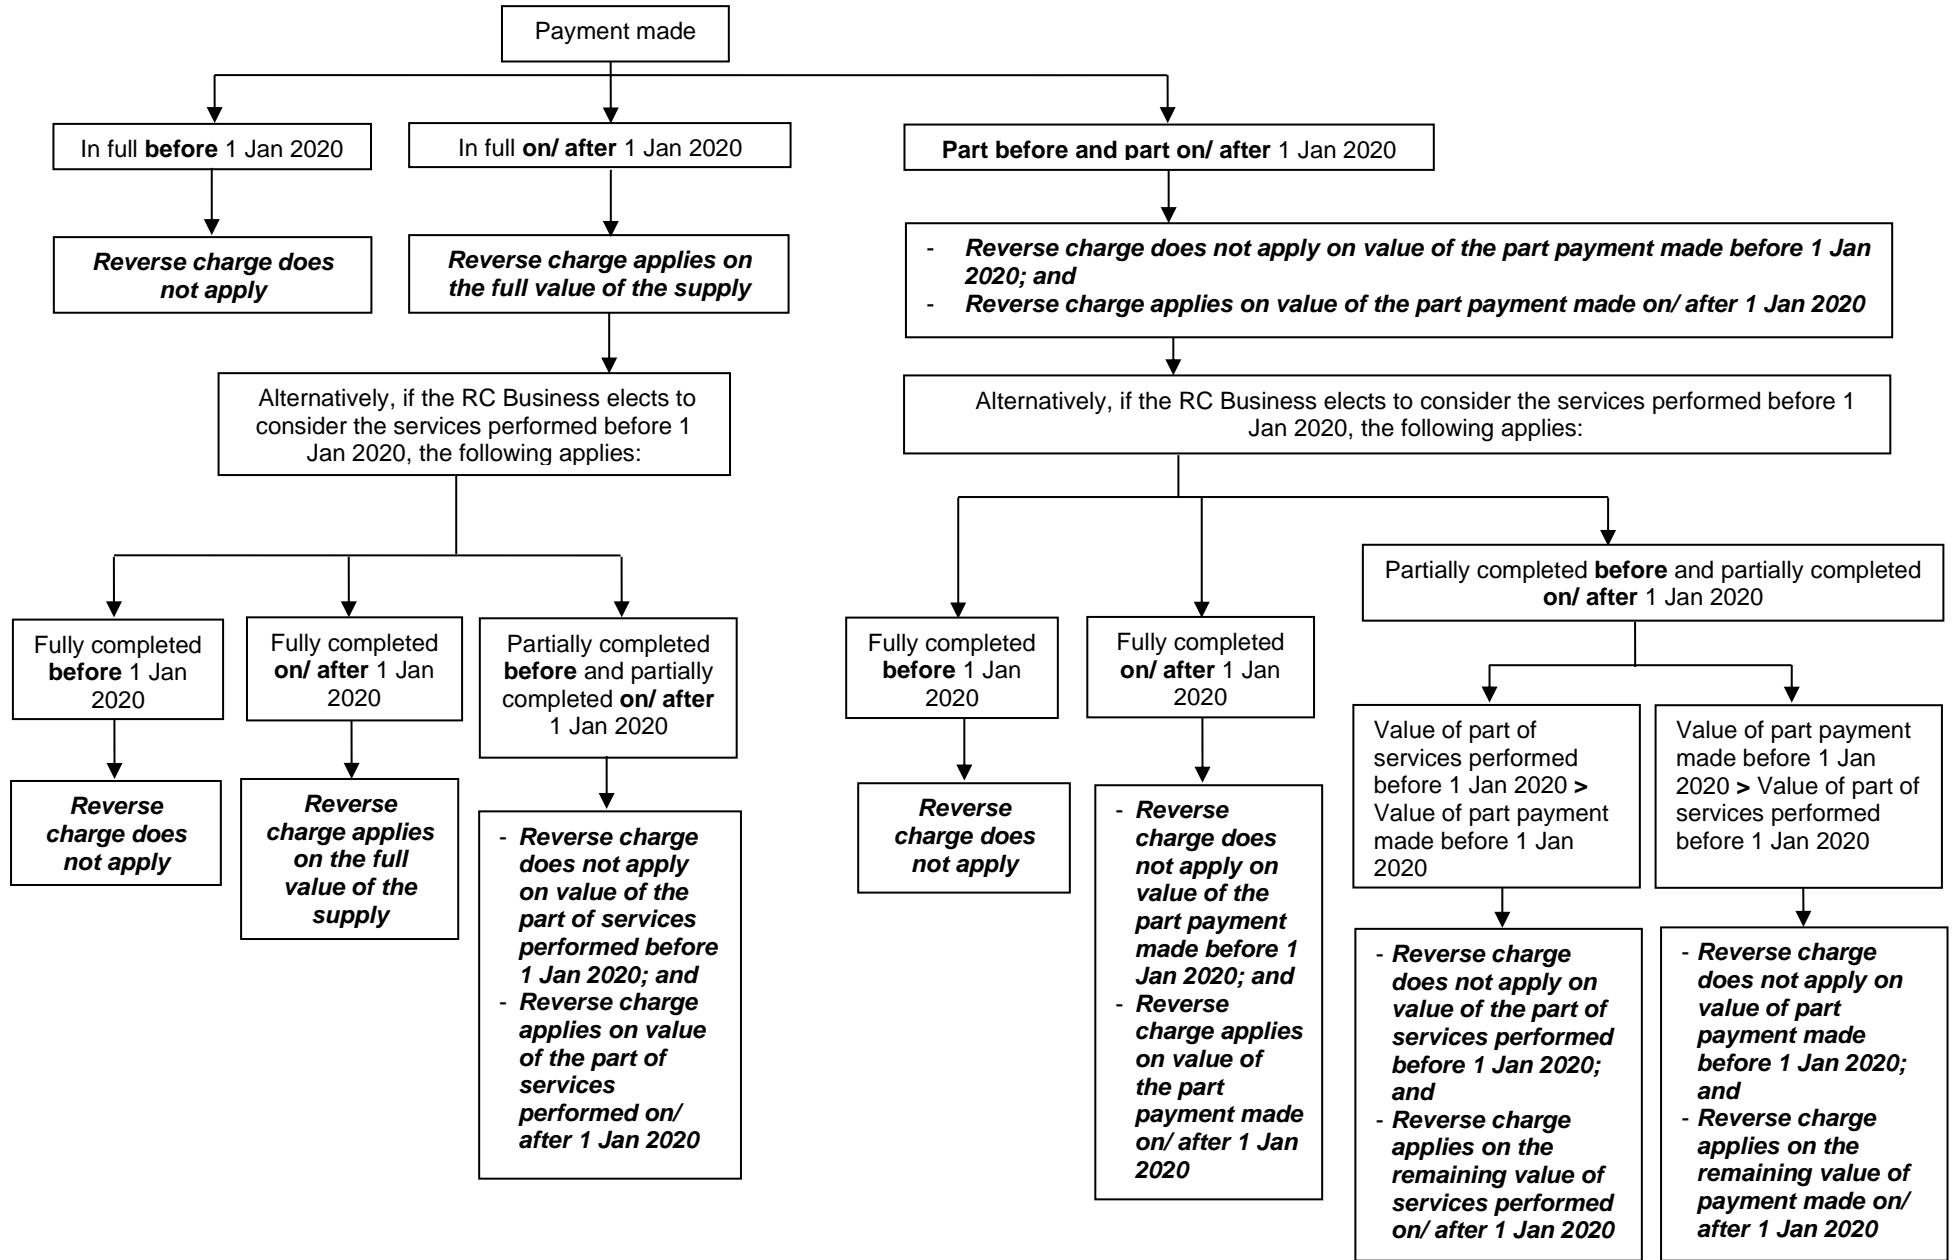 Payment made
In full before 1 Jan 2020
In full on/ after 1 Jan 2020
Part before and part on/ after 1 Jan 2020
Reverse charge does
not apply
Reverse charge applies on
the full value of the supply
- Reverse charge does not apply on value of the part payment made before 1 Jan
2020; and
- Reverse charge applies on value of the part payment made on/ after 1 Jan 2020
Alternatively, if the RC Business elects to
consider the services performed before 1
Jan 2020, the following applies:
Alternatively, if the RC Business elects to consider the services performed before 1
Jan 2020, the following applies:
Fully completed
before 1 Jan
2020
Fully completed
on/ after 1 Jan
2020
Partially completed
before and partially
completed on/ after
1 Jan 2020
Reverse
charge does
not apply
Reverse
charge applies
on the full
value of the
supply
- Reverse charge
does not apply
on value of the
part of services
performed before
1 Jan 2020; and
- Reverse charge
applies on value
of the part of
services
performed on/
after 1 Jan 2020
Fully completed
before 1 Jan
2020
Fully completed
on/ after 1 Jan
2020
Partially completed before and partially completed
on/ after 1 Jan 2020
Reverse
charge does
not apply
- Reverse
charge does
not apply on
value of the
part payment
made before 1
Jan 2020; and
- Reverse
charge applies
on value of
the part
payment made
on/ after 1 Jan
2020
Value of part of
services performed
before 1 Jan 2020 >
Value of part payment
made before 1 Jan
2020
Value of part payment
made before 1 Jan
2020 > Value of part of
services performed
before 1 Jan 2020
- Reverse charge
does not apply on
value of the part of
services performed
before 1 Jan 2020;
and
- Reverse charge
applies on the
remaining value of
services performed
on/ after 1 Jan 2020
- Reverse charge
does not apply on
value of part
payment made
before 1 Jan 2020;
and
- Reverse charge
applies on the
remaining value of
payment made on/
after 1 Jan 2020